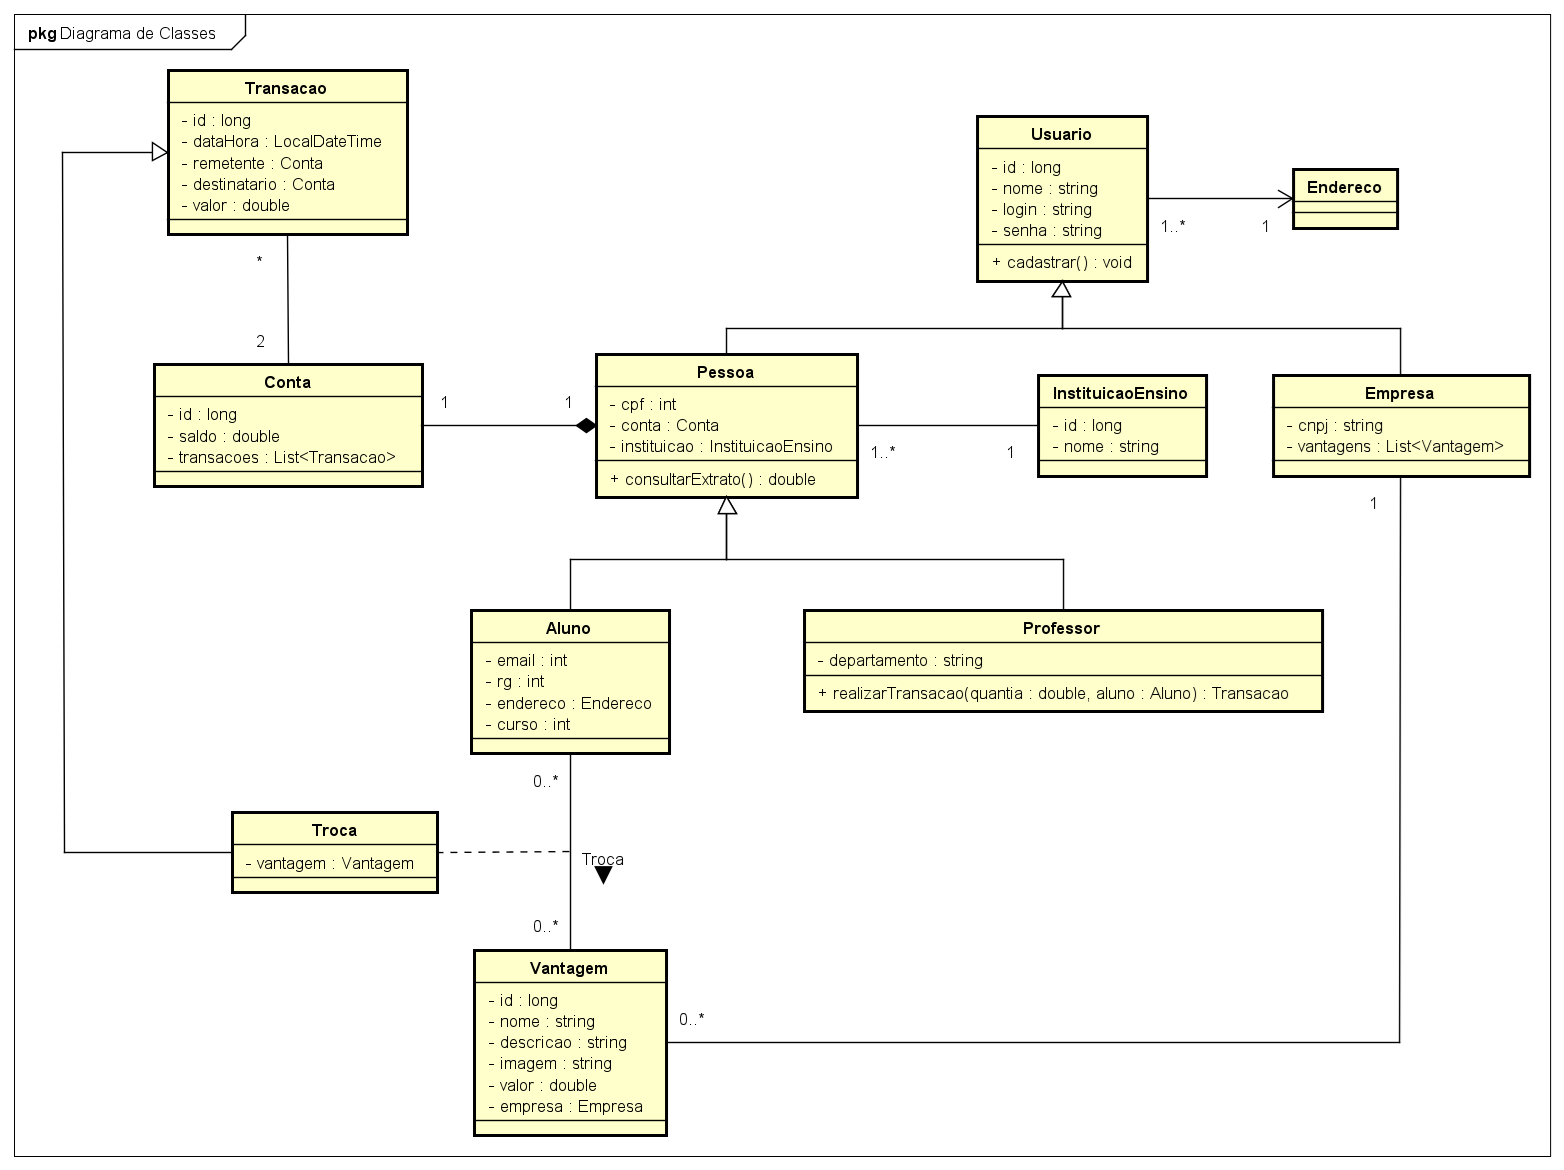 pkg Diagrama de Classes
Transacao
- id : long
- dataHora : LocalDateTime
- remetente : Conta
- destinatario : Conta
- valor : double
Usuario
- id : long
- nome : string
- login : string
- senha : string
+ cadastrar() : void
Endereco
1..*
1
*
2
Conta
- id : long
- saldo : double
- transacoes : List<Transacao>
1
1
Pessoa
- cpf : int
- conta : Conta
- instituicao : InstituicaoEnsino
+ consultarExtrato() : double
1..*
1
InstituicaoEnsino
- id : long
- nome : string
Empresa
- cnpj : string
- vantagens : List<Vantagem>
1
Aluno
- email : int
- rg : int
- endereco : Endereco
- curso : int
Professor
- departamento : string
+ realizarTransacao(quantia : double, aluno : Aluno) : Transacao
0..*
Troca
- vantagem : Vantagem
Troca
0..*
Vantagem
- id : long
- nome : string
- descricao : string
- imagem : string
- valor : double
- empresa : Empresa
0..*